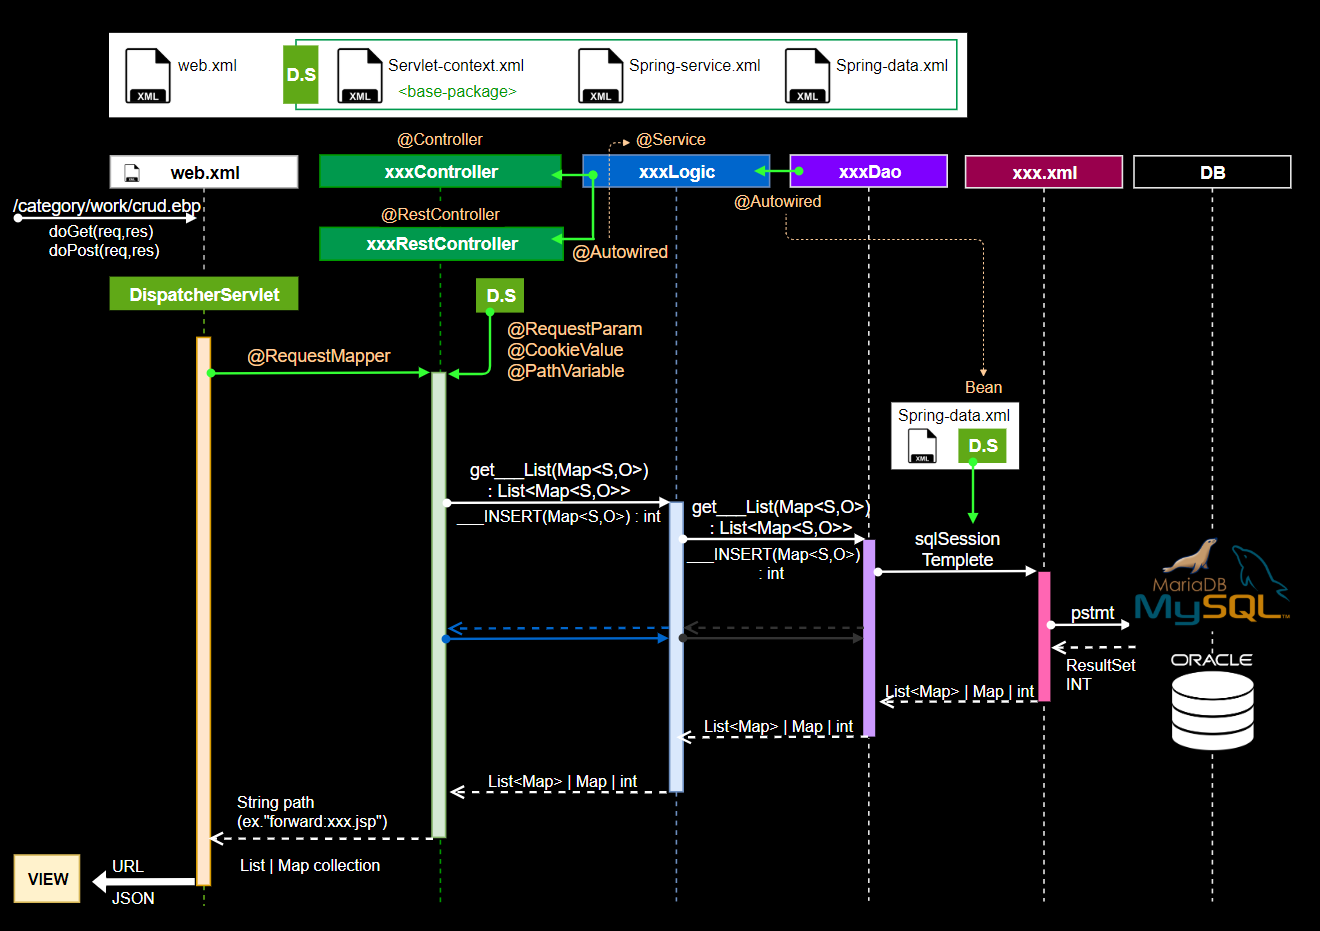 web.xml
D.S
Servlet-context.xml
<base-package>
Spring-service.xml
Spring-data.xml
XML
XML
XML
XML
@Controller
@Service
web.xml
xxxController
xxxLogic
xxxDao
xxx.xml
DB
/category/work/crud.ebp
doGet(req,res)
doPost(req,res)
@RestController
@Autowired
xxxRestController
@Autowired
DispatcherServlet
D.S
@RequestParam
@CookieValue
@PathVariable
@RequestMapper
Bean
Spring-data.xml
XML
D.S
get___List(Map<S,O>)
: List<Map<S,O>>
___INSERT(Map<S,O>) : int
get___List(Map<S,O>)
: List<Map<S,O>>
___INSERT(Map<S,O>)
: int
sqlSession
Templete
MariaDB
MySQL™
pstmt
ResultSet
INT
ORACLE
List<Map> | Map | int
List<Map> | Map | int
List<Map> | Map | int
String path
(ex."forward:xxx.jsp")
List | Map collection
VIEW
URL
JSON